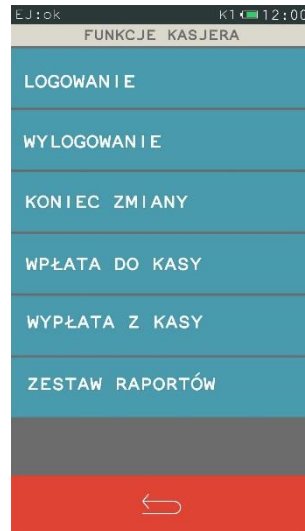 EJ:ok K1 12:00
FUNKCJE KASJERA
LOGOWANIE
WYLOGOWANIE
KONIEC ZMIANY
WPŁATA DO KASY
WYPŁATA Z KASY
ZESTAW RAPORTÓW